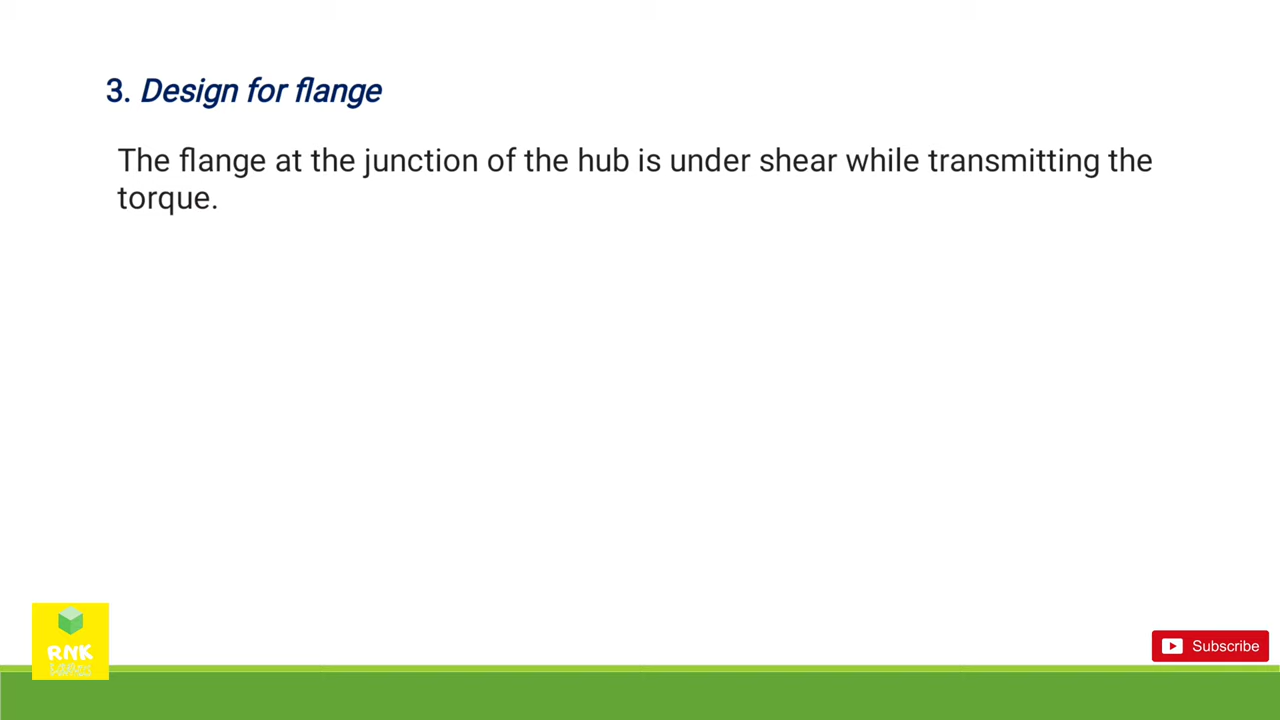 3. Design for flange
The flange at the junction of the hub is under shear while transmitting the
torque.
RNK
Subscribe